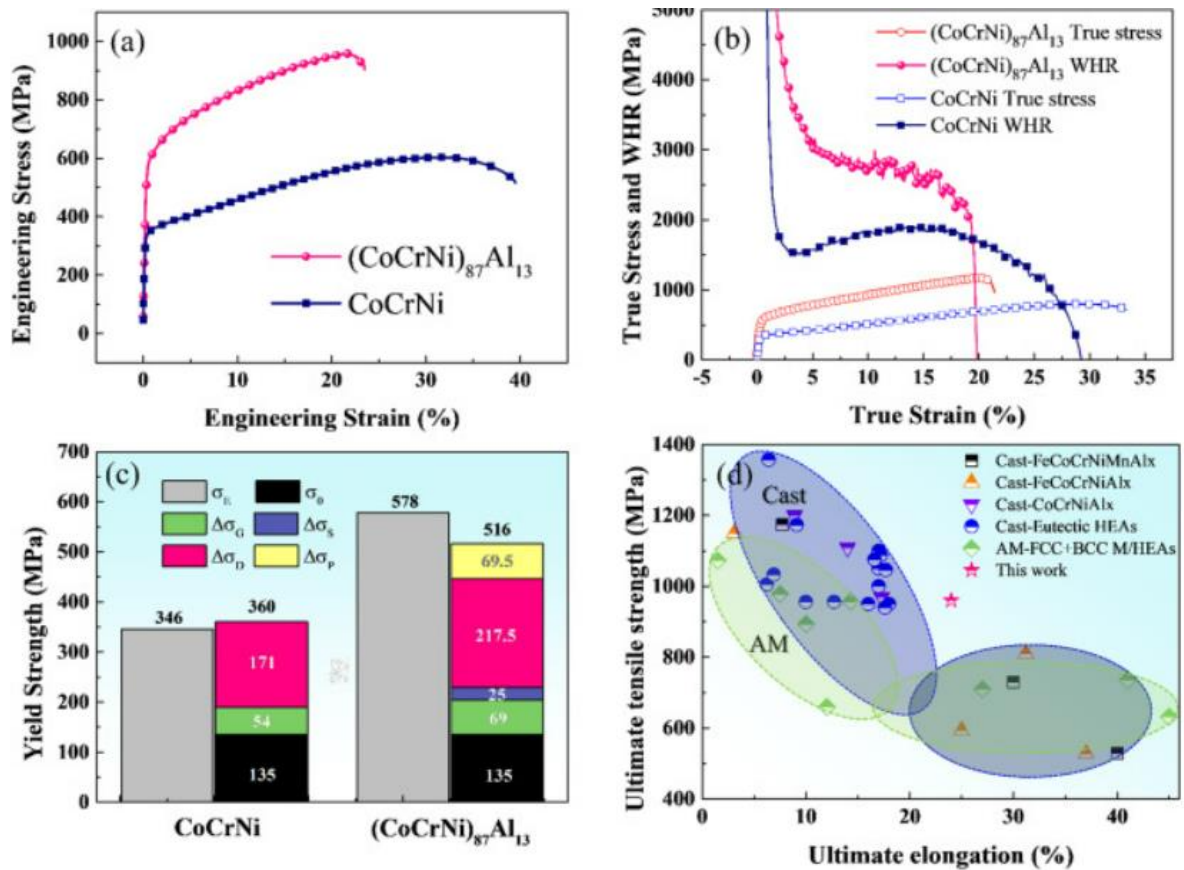 (a)
Engineering Stress (MPa)
1000
800
600
400
200
0
(CoCrNi)₈₇Al₁₃
CoCrNi
0 10 20 30 40
Engineering Strain (%)
(b)
True Stress and WHR (MPa)
5000
4000
3000
2000
1000
0
(CoCrNi)₈₇Al₁₃ True stress
(CoCrNi)₈₇Al₁₃ WHR
CoCrNi True stress
CoCrNi WHR
-5 0 5 10 15 20 25 30 35
True Strain (%)
(c)
Yield Strength (MPa)
700
600
500
400
300
200
100
0
σE σ0
ΔσG ΔσS
ΔσD ΔσP
346
360
171
54
135
578
516
69.5
217.5
25
69
135
CoCrNi (CoCrNi)₈₇Al₁₃
(d)
Ultimate tensile strength (MPa)
1400
1200
1000
800
600
400
Cast
AM
Cast-FeCoCrNiMnAlx
Cast-FeCoCrNiAlx
Cast-CoCrNiAlx
Cast-Eutectic HEAs
AM-FCC+BCC M/HEAs
This work
0 10 20 30 40
Ultimate elongation (%)